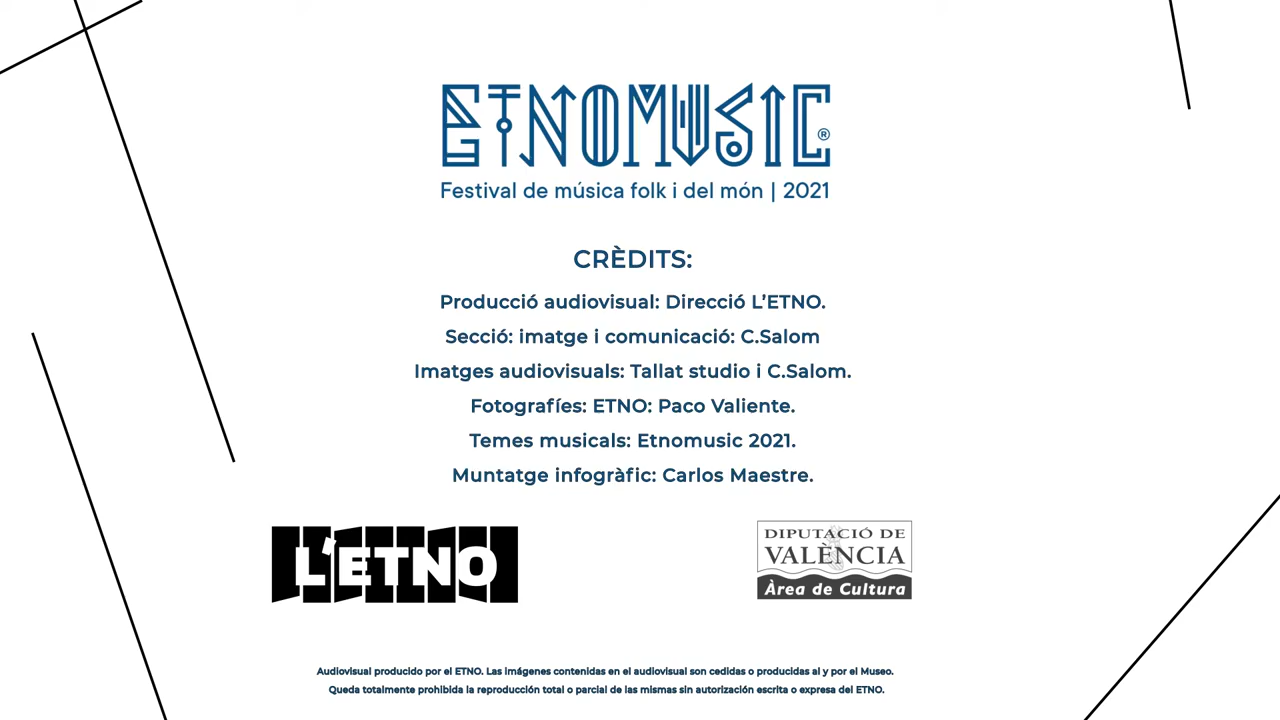 ETNOMUSIC®
Festival de música folk i del món | 2021
CRÈDITS:
Producció audiovisual: Direcció L’ETNO.
Secció: imatge i comunicació: C.Salom
Imatges audiovisuals: Tallat studio i C.Salom.
Fotografíes: ETNO: Paco Valiente.
Temes musicals: Etnomusic 2021.
Muntatge infogràfic: Carlos Maestre.
L'ETNO
DIPUTACIÓ DE
VALÈNCIA
Àrea de Cultura
Audiovisual producido por el ETNO. Las imágenes contenidas en el audiovisual son cedidas o producidas al y por el Museo.
Queda totalmente prohibida la reproducción total o parcial de las mismas sin autorización escrita o expresa del ETNO.